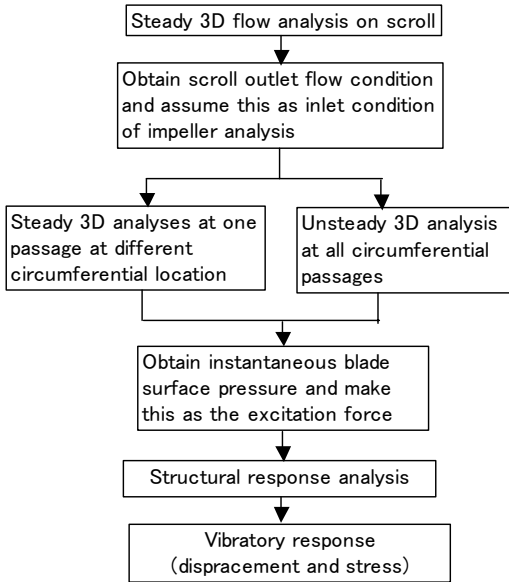 Steady 3D flow analysis on scroll
Obtain scroll outlet flow condition
and assume this as inlet condition
of impeller analysis
Steady 3D analyses at one
passage at different
circumferential location
Unsteady 3D analysis
at all circumferential
passages
Obtain instantaneous blade
surface pressure and make
this as the excitation force
Structural response analysis
Vibratory response
(dispracement and stress)